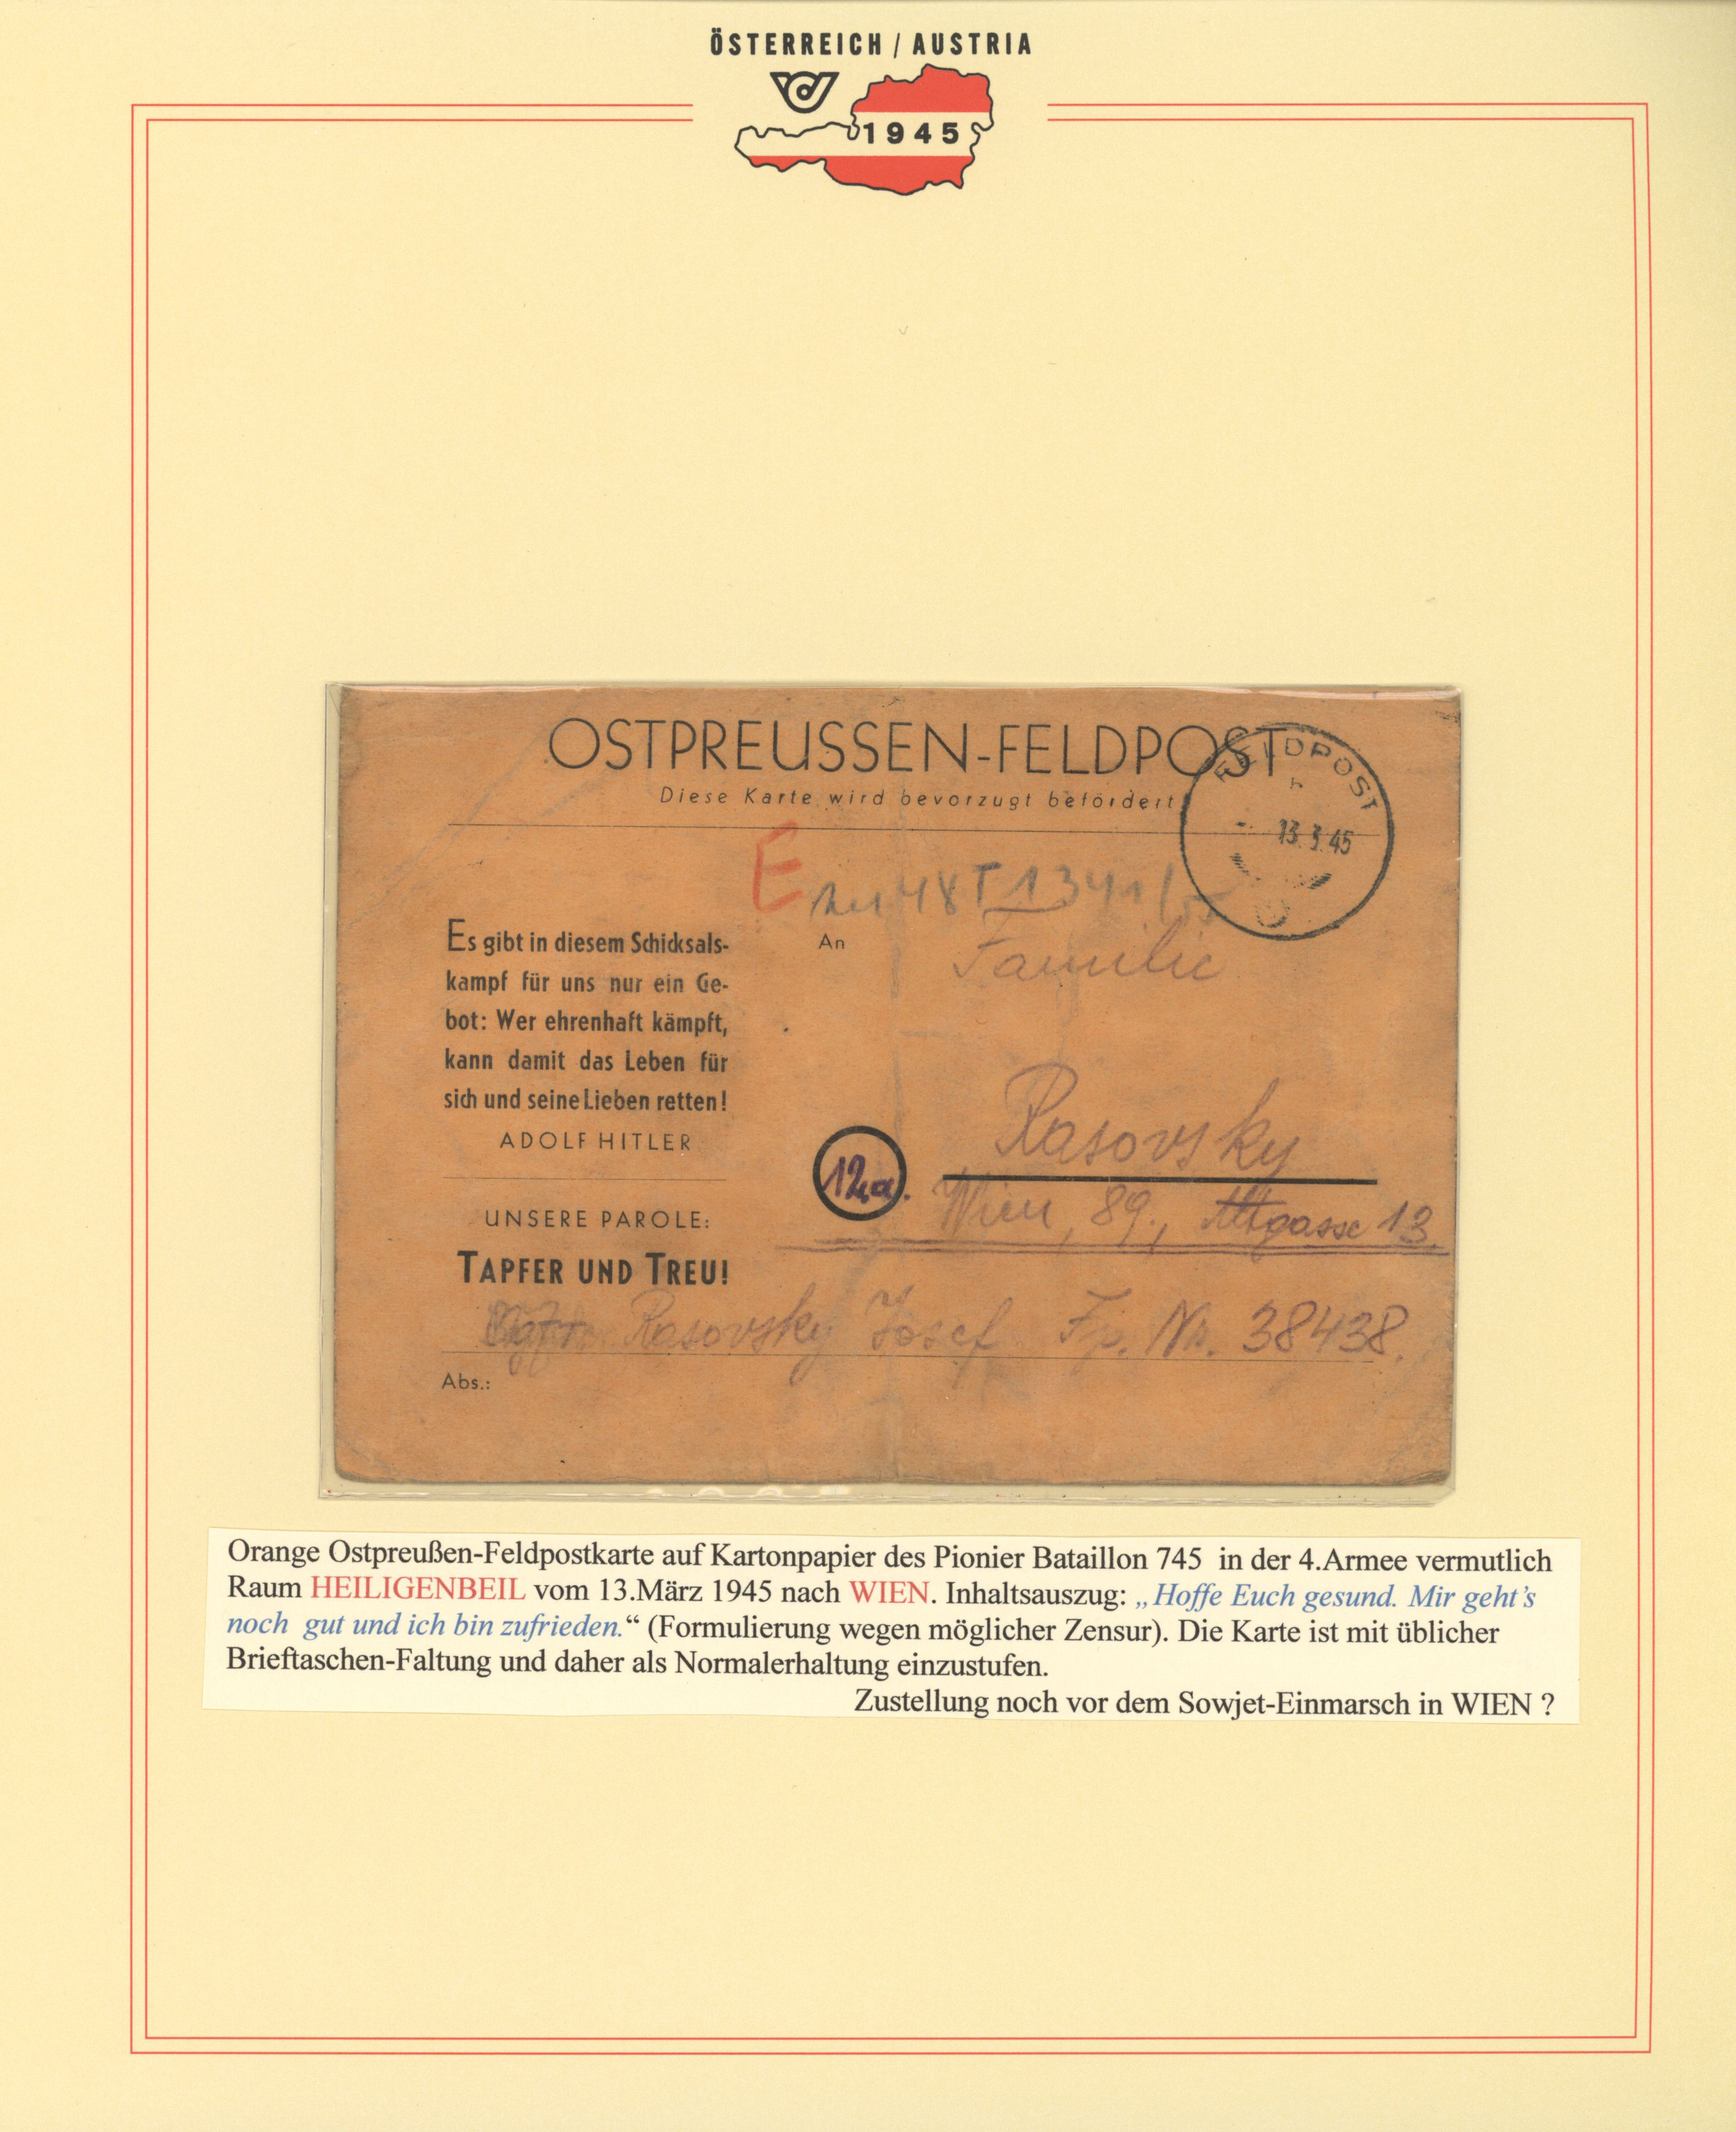 ÖSTERREICH / AUSTRIA
1945
OSTPREUSSEN-FELDPOST
Diese Karte wird bevorzugt befördert
FELDPOST
13.3.45
E
Es gibt in diesem Schicksals-
kampf für uns nur ein Ge-
bot: Wer ehrenhaft kämpft,
kann damit das Leben für
sich und seine Lieben retten!
ADOLF HITLER
UNSERE PAROLE:
TAPFER UND TREU!
An
Familie
Rasovsky
12a.
Wien, 89., Altgasse 13.
Rasovsky Josef Fp. Nr. 38438.
Abs.:
Orange Ostpreußen-Feldpostkarte auf Kartonpapier des Pionier Bataillon 745 in der 4.Armee vermutlich
Raum HEILIGENBEIL vom 13.März 1945 nach WIEN. Inhaltsauszug: „Hoffe Euch gesund. Mir geht's
noch gut und ich bin zufrieden.“ (Formulierung wegen möglicher Zensur). Die Karte ist mit üblicher
Brieftaschen-Faltung und daher als Normalerhaltung einzustufen.
Zustellung noch vor dem Sowjet-Einmarsch in WIEN ?